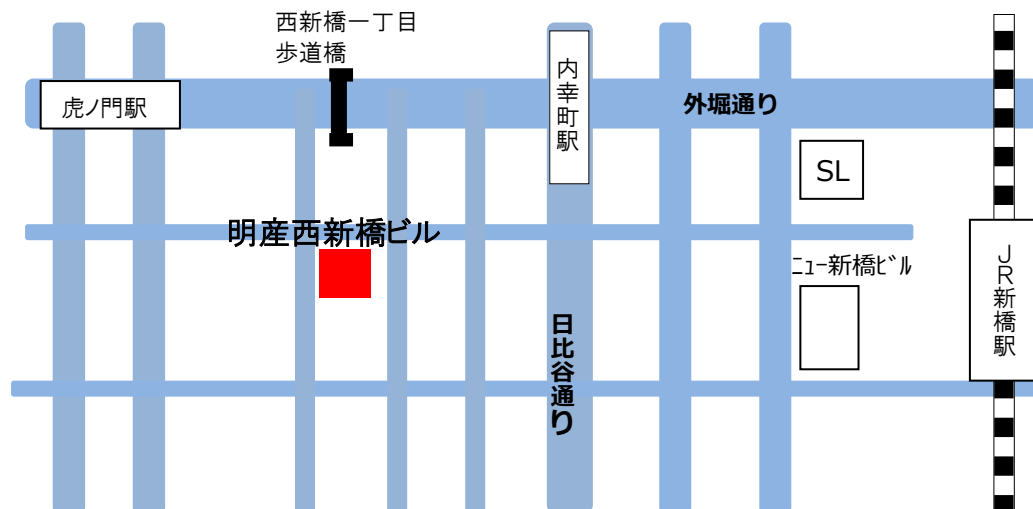 西新橋一丁目
歩道橋
虎ノ門駅
内幸町駅
外堀通り
SL
明産西新橋ビル
ﾆｭｰ新橋ﾋﾞﾙ
JR新橋駅
日比谷通り